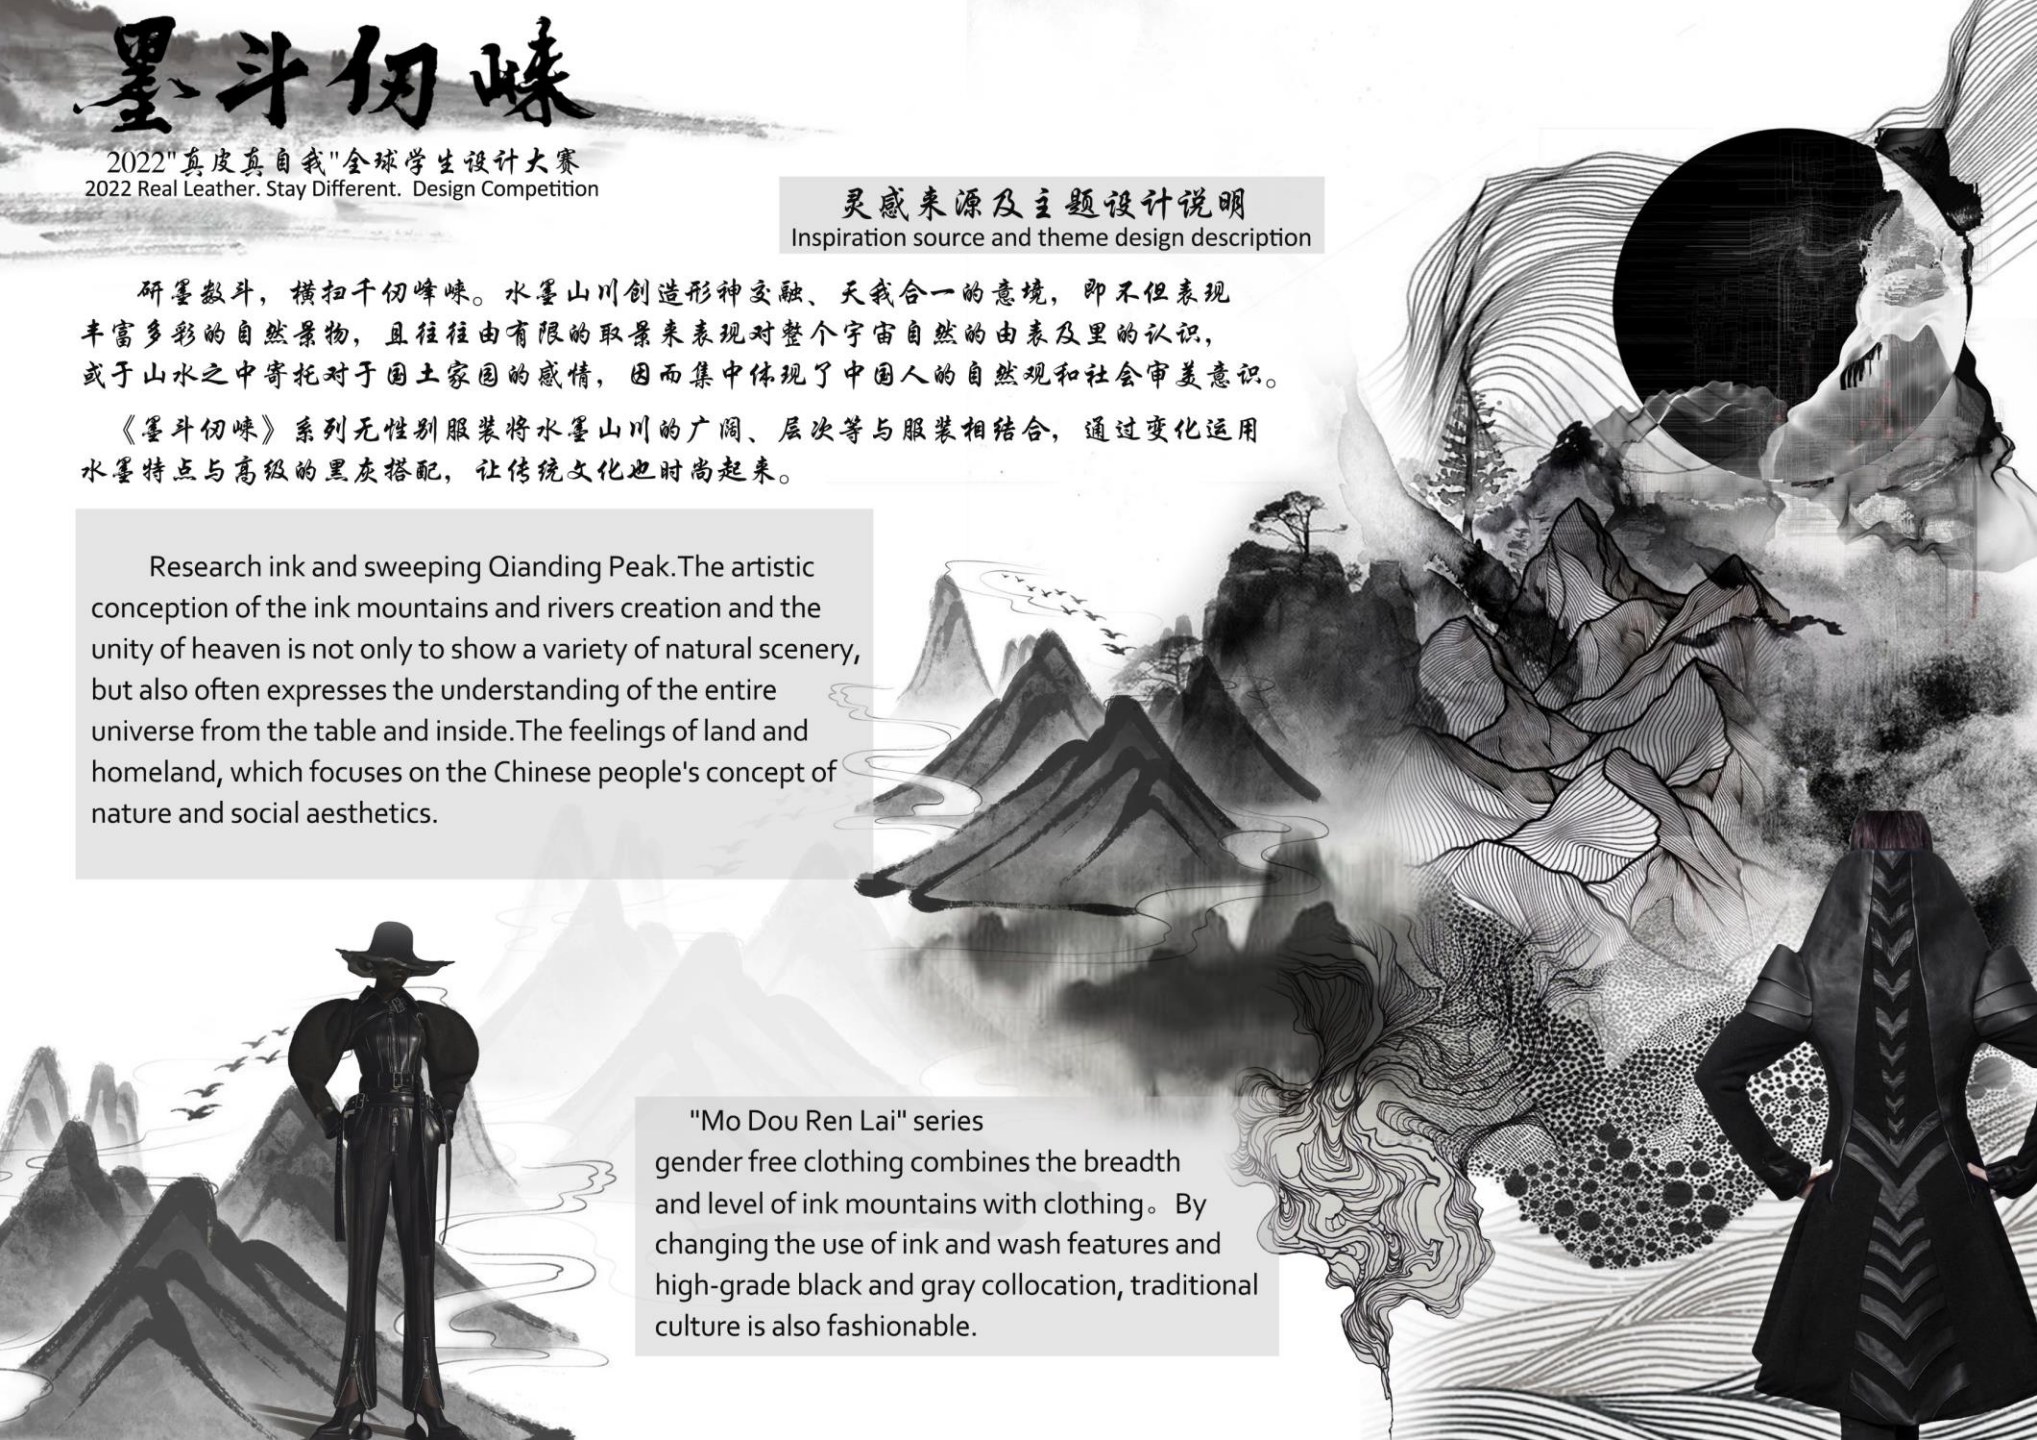 墨斗仞崃
2022"真皮真自我"全球学生设计大赛
2022 Real Leather. Stay Different. Design Competition
灵感来源及主题设计说明
Inspiration source and theme design description
研墨数斗，横扫千仞峰崃。水墨山川创造形神交融、天我合一的意境，即不但表现
丰富多彩的自然景物，且往往由有限的取景来表现对整个宇宙自然的由表及里的认识，
或于山水之中寄托对于国土家园的感情，因而集中体现了中国人的自然观和社会审美意识。
《墨斗仞崃》系列无性别服装将水墨山川的广阔、层次等与服装相结合，通过变化运用
水墨特点与高级的黑灰搭配，让传统文化也时尚起来。
Research ink and sweeping Qianding Peak.The artistic
conception of the ink mountains and rivers creation and the
unity of heaven is not only to show a variety of natural scenery,
but also often expresses the understanding of the entire
universe from the table and inside.The feelings of land and
homeland, which focuses on the Chinese people's concept of
nature and social aesthetics.
"Mo Dou Ren Lai" series
gender free clothing combines the breadth
and level of ink mountains with clothing。 By
changing the use of ink and wash features and
high-grade black and gray collocation, traditional
culture is also fashionable.